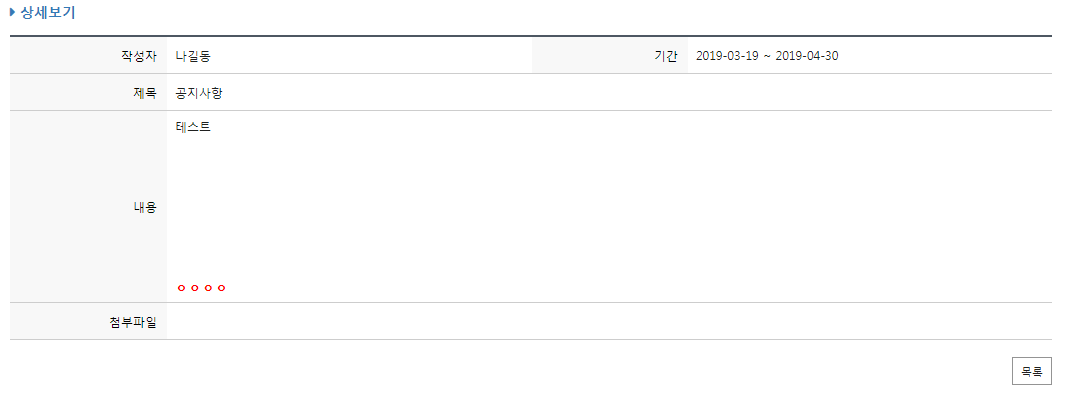 상세보기
작성자 나길동 기간 2019-03-19 ~ 2019-04-30
제목 공지사항
테스트
내용
ㅇㅇㅇㅇ
첨부파일
목록